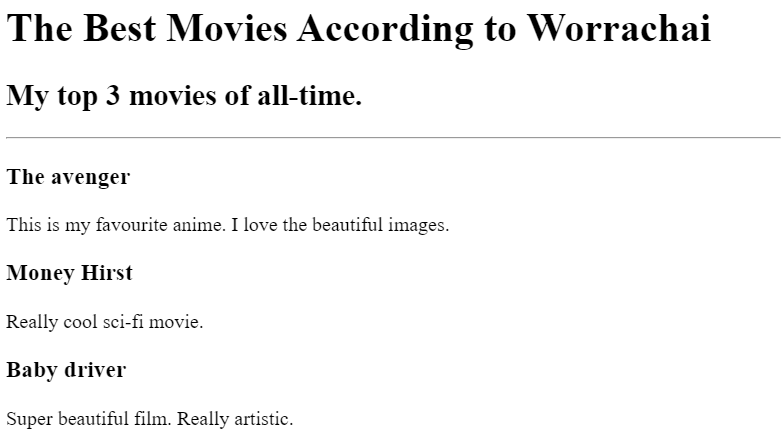 The Best Movies According to Worrachai
My top 3 movies of all-time.
The avenger
This is my favourite anime. I love the beautiful images.
Money Hirst
Really cool sci-fi movie.
Baby driver
Super beautiful film. Really artistic.